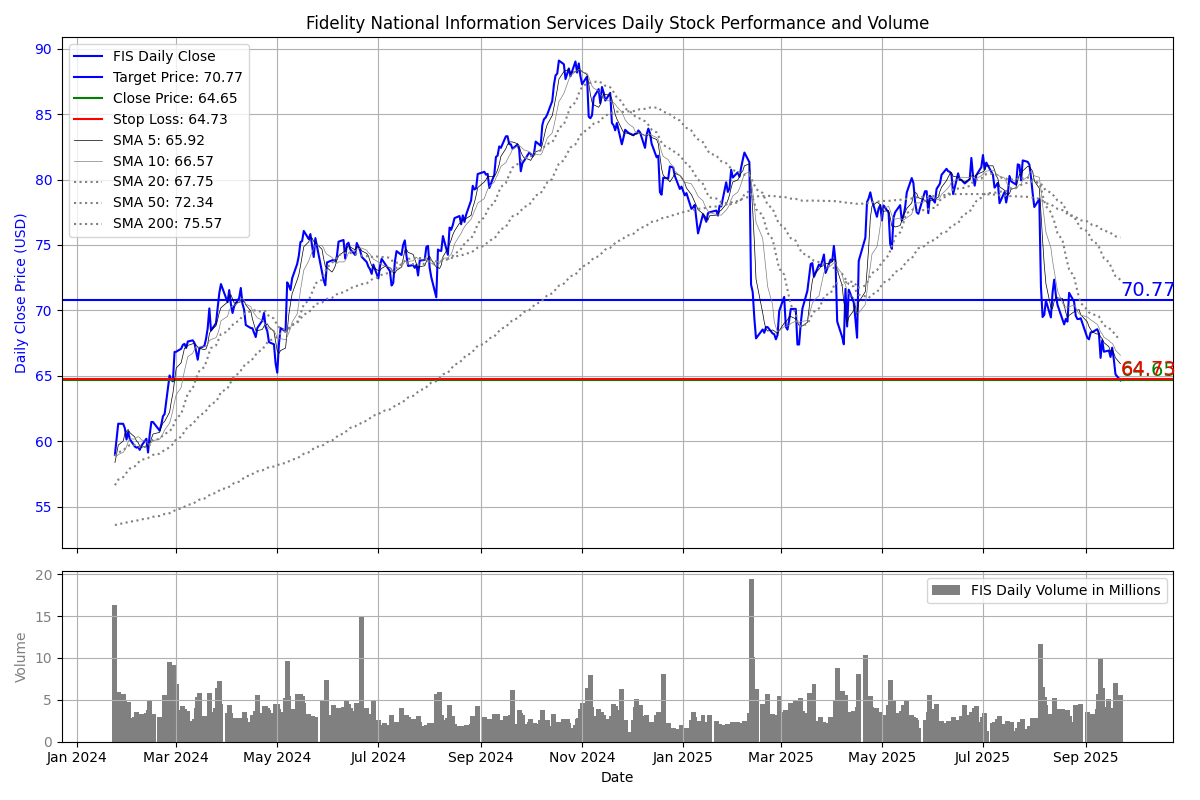 Fidelity National Information Services Daily Stock Performance and Volume
90
85
80
75
70
65
60
55
Daily Close Price (USD)
FIS Daily Close
Target Price: 70.77
Close Price: 64.65
Stop Loss: 64.73
SMA 5: 65.92
SMA 10: 66.57
SMA 20: 67.75
SMA 50: 72.34
SMA 200: 75.57
70.77
64.65
64.73
20
15
10
5
0
Volume
FIS Daily Volume in Millions
Jan 2024 Mar 2024 May 2024 Jul 2024 Sep 2024 Nov 2024 Jan 2025 Mar 2025 May 2025 Jul 2025 Sep 2025
Date